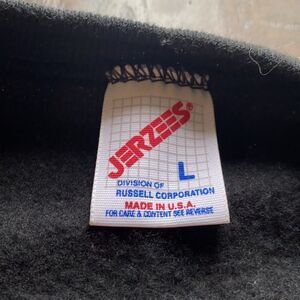 JERZEES®
L
DIVISION OF
RUSSELL CORPORATION
MADE IN U.S.A.
FOR CARE & CONTENT SEE REVERSE